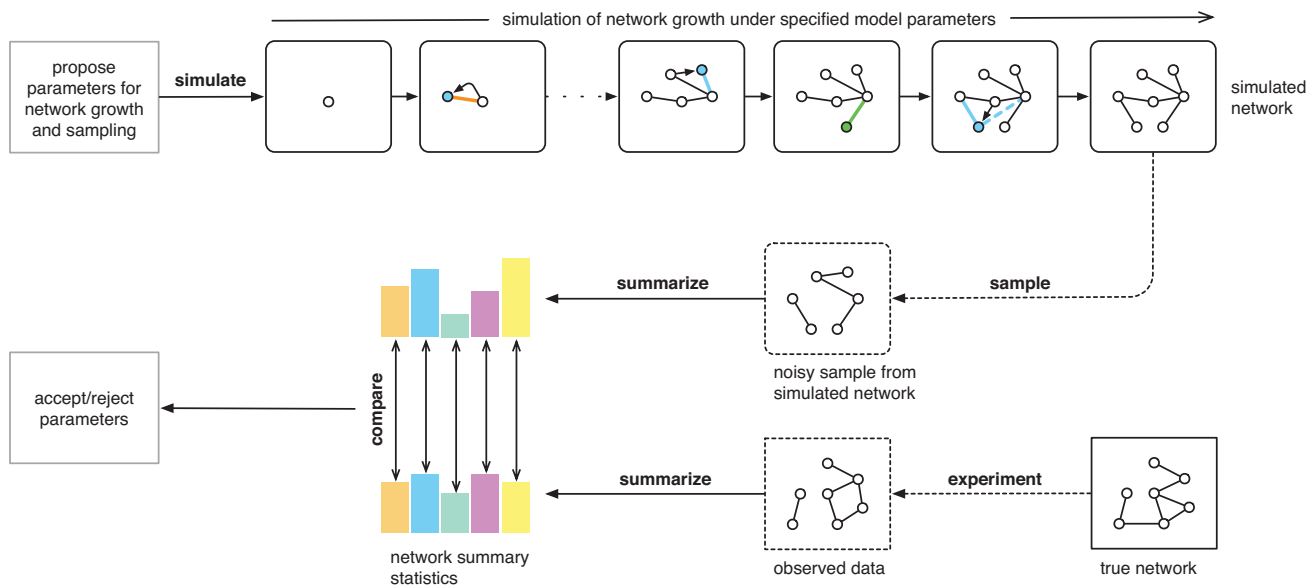 simulation of network growth under specified model parameters
propose
parameters for
network growth
and sampling
simulate
simulated
network
summarize
sample
noisy sample from
simulated network
compare
accept/reject
parameters
summarize
experiment
network summary
statistics
observed data
true network